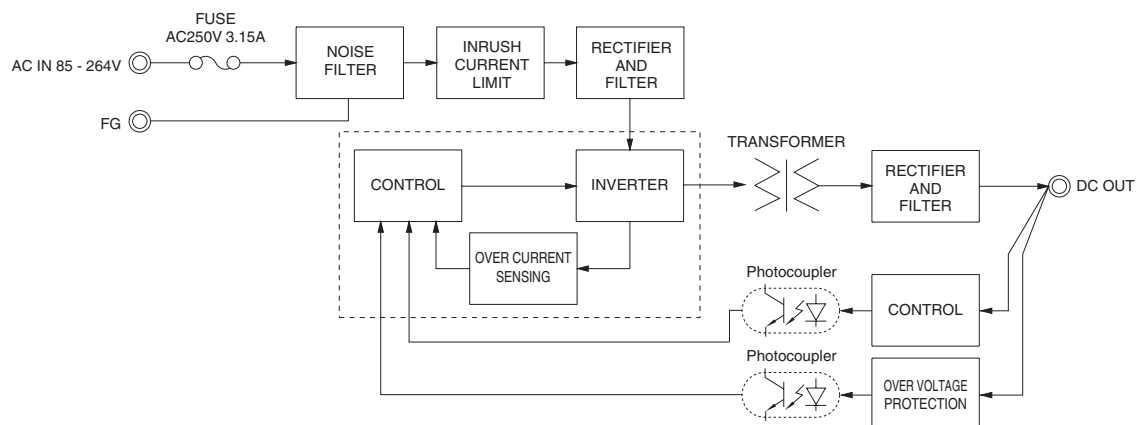 FUSE
AC250V 3.15A
AC IN 85 - 264V
NOISE
FILTER
INRUSH
CURRENT
LIMIT
RECTIFIER
AND
FILTER
FG
CONTROL
INVERTER
OVER CURRENT
SENSING
TRANSFORMER
RECTIFIER
AND
FILTER
DC OUT
Photocoupler
CONTROL
Photocoupler
OVER VOLTAGE
PROTECTION